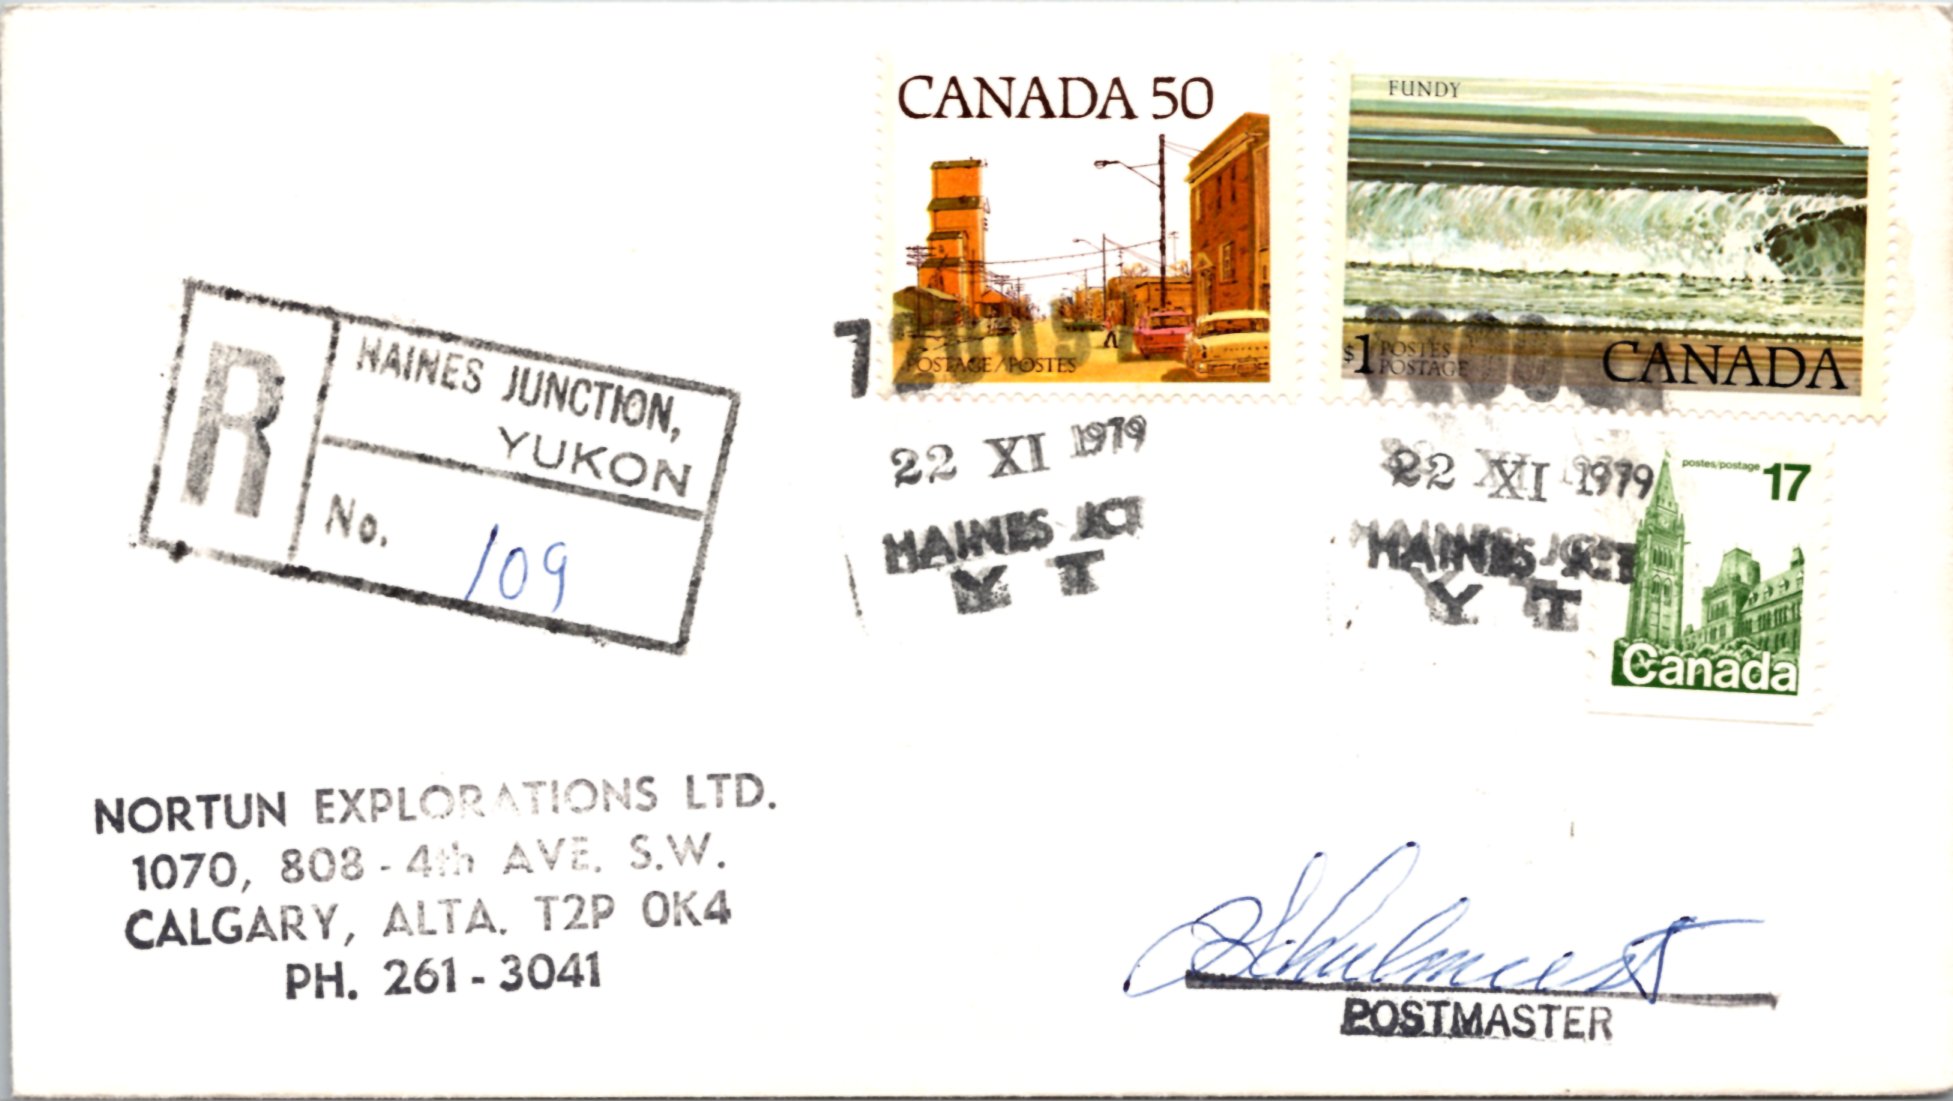 CANADA 50
POSTAGE/POSTES
FUNDY
$1 POSTES
POSTAGE
CANADA
postes/postage 17
Canada
22 XI 1979
HAINES JCT
Y T
22 XI 1979
HAINES JCT
Y T
R
HAINES JUNCTION,
YUKON
No. 109
NORTUN EXPLORATIONS LTD.
1070, 808 - 4th AVE. S.W.
CALGARY, ALTA. T2P 0K4
PH. 261 - 3041
POSTMASTER